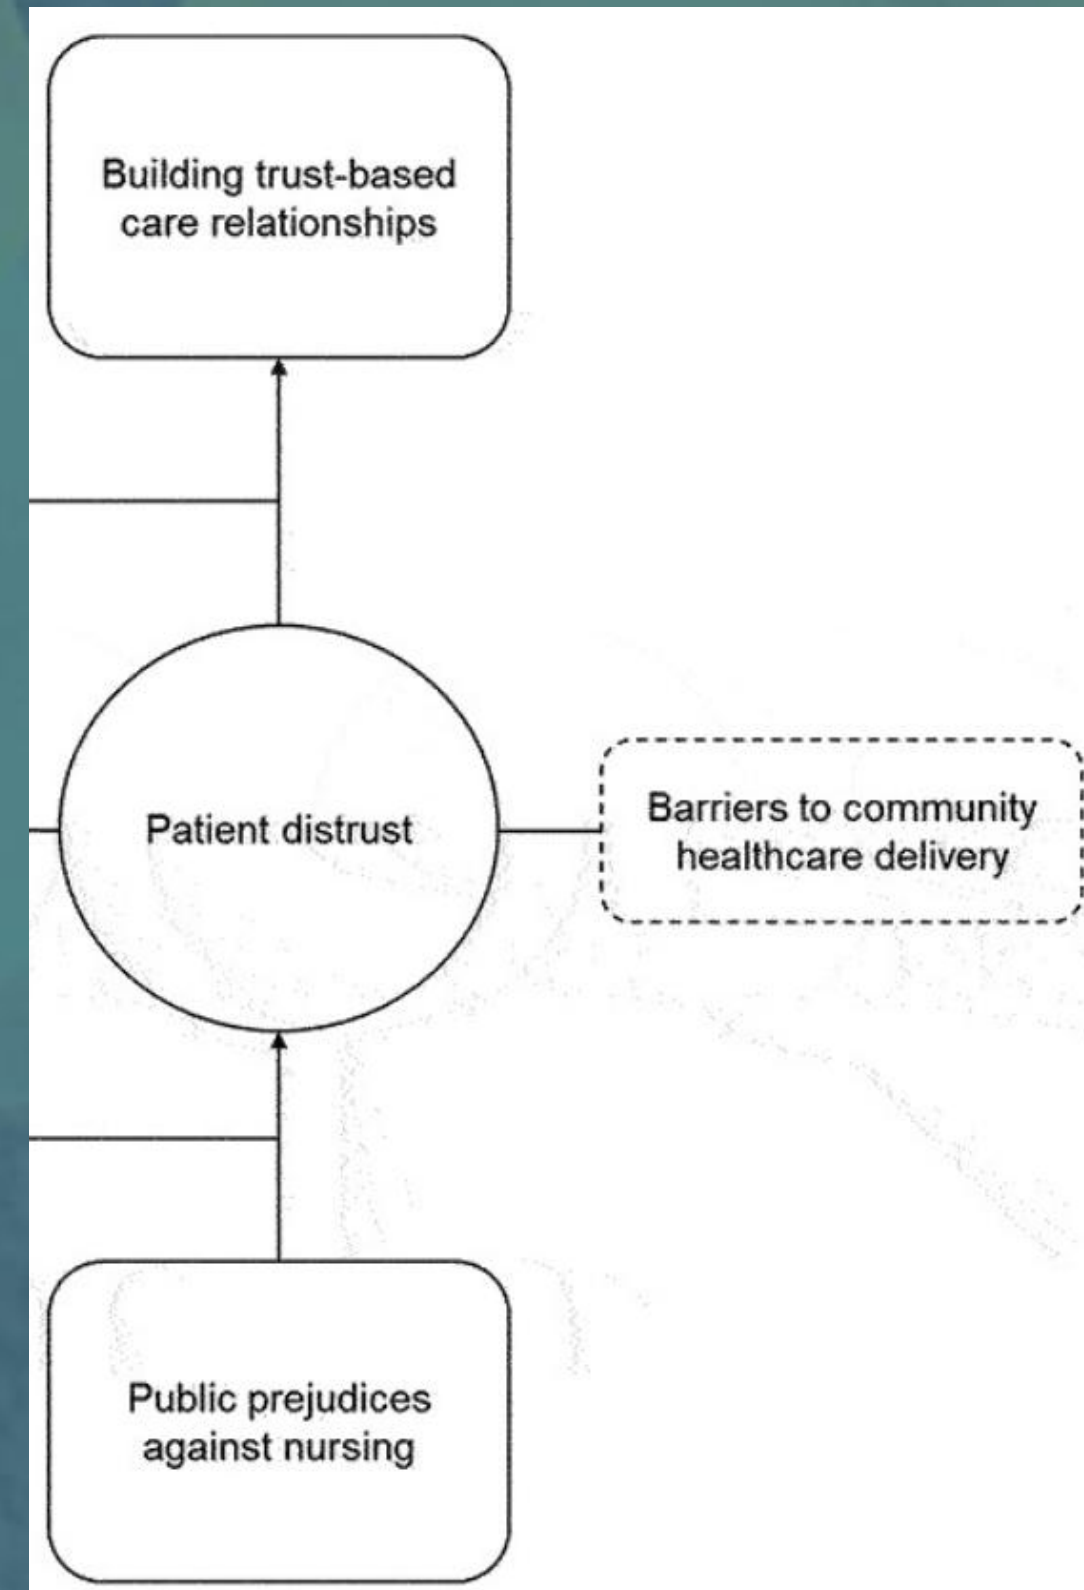 Building trust-based
care relationships
Patient distrust
Barriers to community
healthcare delivery
Public prejudices
against nursing